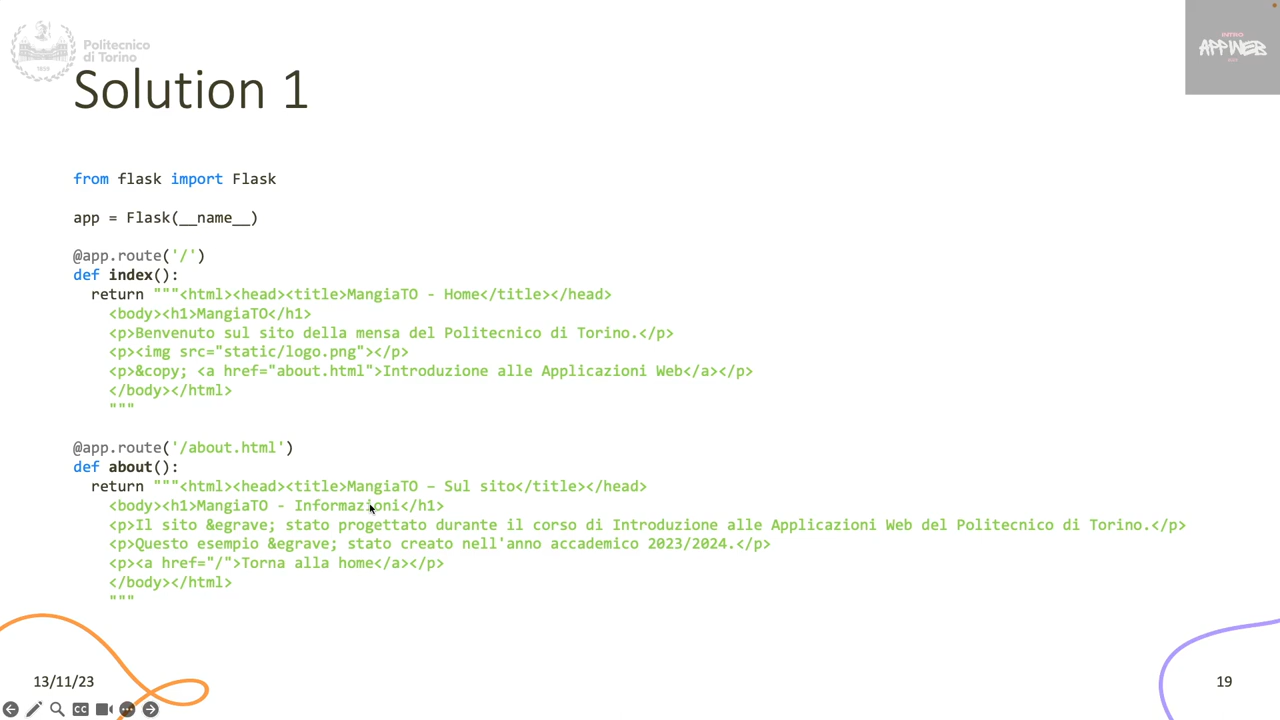 Politecnico
di Torino
1859
INTRO
APPWEB
Solution 1
from flask import Flask
app = Flask(__name__)
@app.route('/')
def index():
return """<html><head><title>MangiaTO - Home</title></head>
<body><h1>MangiaTO</h1>
<p>Benvenuto sul sito della mensa del Politecnico di Torino.</p>
<p><img src="static/logo.png"></p>
<p>&copy; <a href="about.html">Introduzione alle Applicazioni Web</a></p>
</body></html>
"""
@app.route('/about.html')
def about():
return """<html><head><title>MangiaTO – Sul sito</title></head>
<body><h1>MangiaTO - Informazioni</h1>
<p>Il sito &egrave; stato progettato durante il corso di Introduzione alle Applicazioni Web del Politecnico di Torino.</p>
<p>Questo esempio &egrave; stato creato nell'anno accademico 2023/2024.</p>
<p><a href="/">Torna alla home</a></p>
</body></html>
"""
13/11/23
19
CC